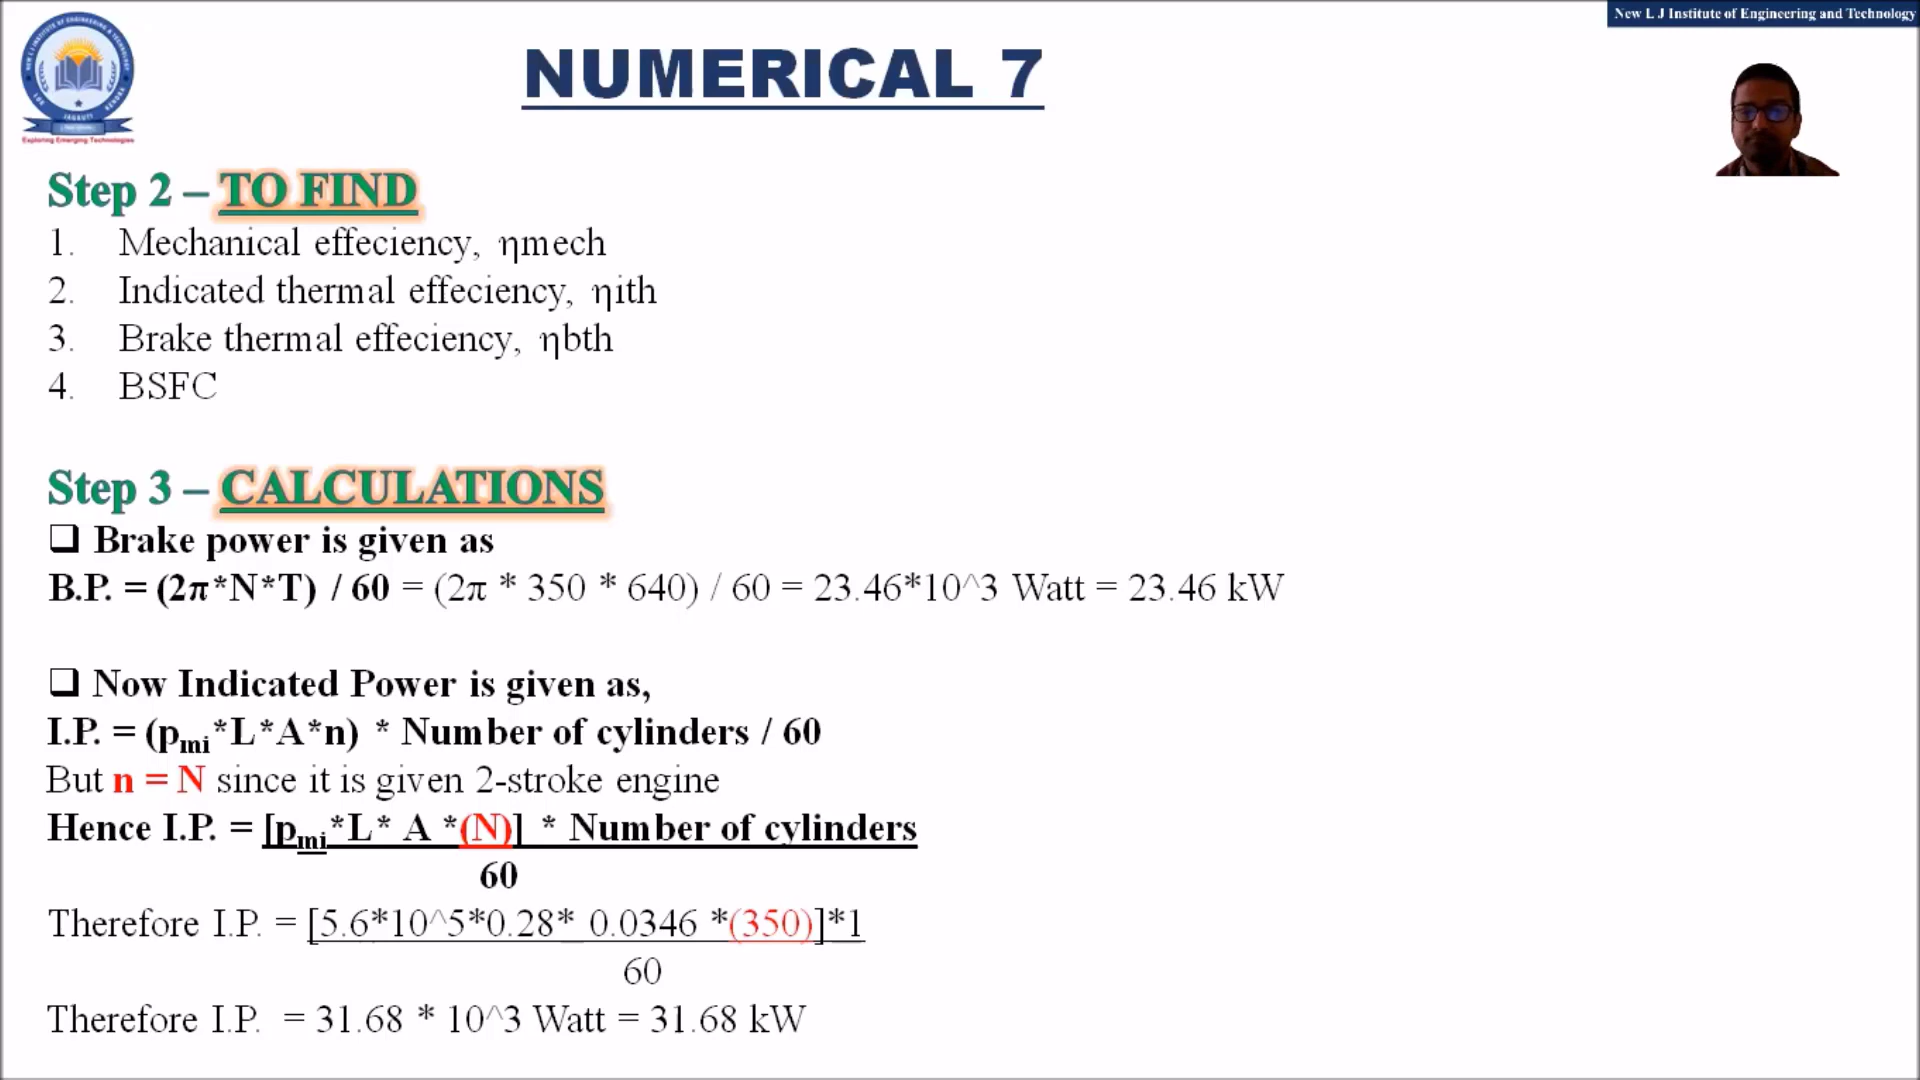 New L J Institute of Engineering and Technology
NUMERICAL 7
Exploring Emerging Technologies
Step 2 – TO FIND
1. Mechanical effeciency, ηmech
2. Indicated thermal effeciency, ηith
3. Brake thermal effeciency, ηbth
4. BSFC
Step 3 – CALCULATIONS
❑ Brake power is given as
B.P. = (2π*N*T) / 60 = (2π * 350 * 640) / 60 = 23.46*10^3 Watt = 23.46 kW
❑ Now Indicated Power is given as,
I.P. = (pmi*L*A*n) * Number of cylinders / 60
But n = N since it is given 2-stroke engine
Hence I.P. = [pmi*L* A *(N)] * Number of cylinders
60
Therefore I.P. = [5.6*10^5*0.28* 0.0346 *(350)]*1
60
Therefore I.P. = 31.68 * 10^3 Watt = 31.68 kW